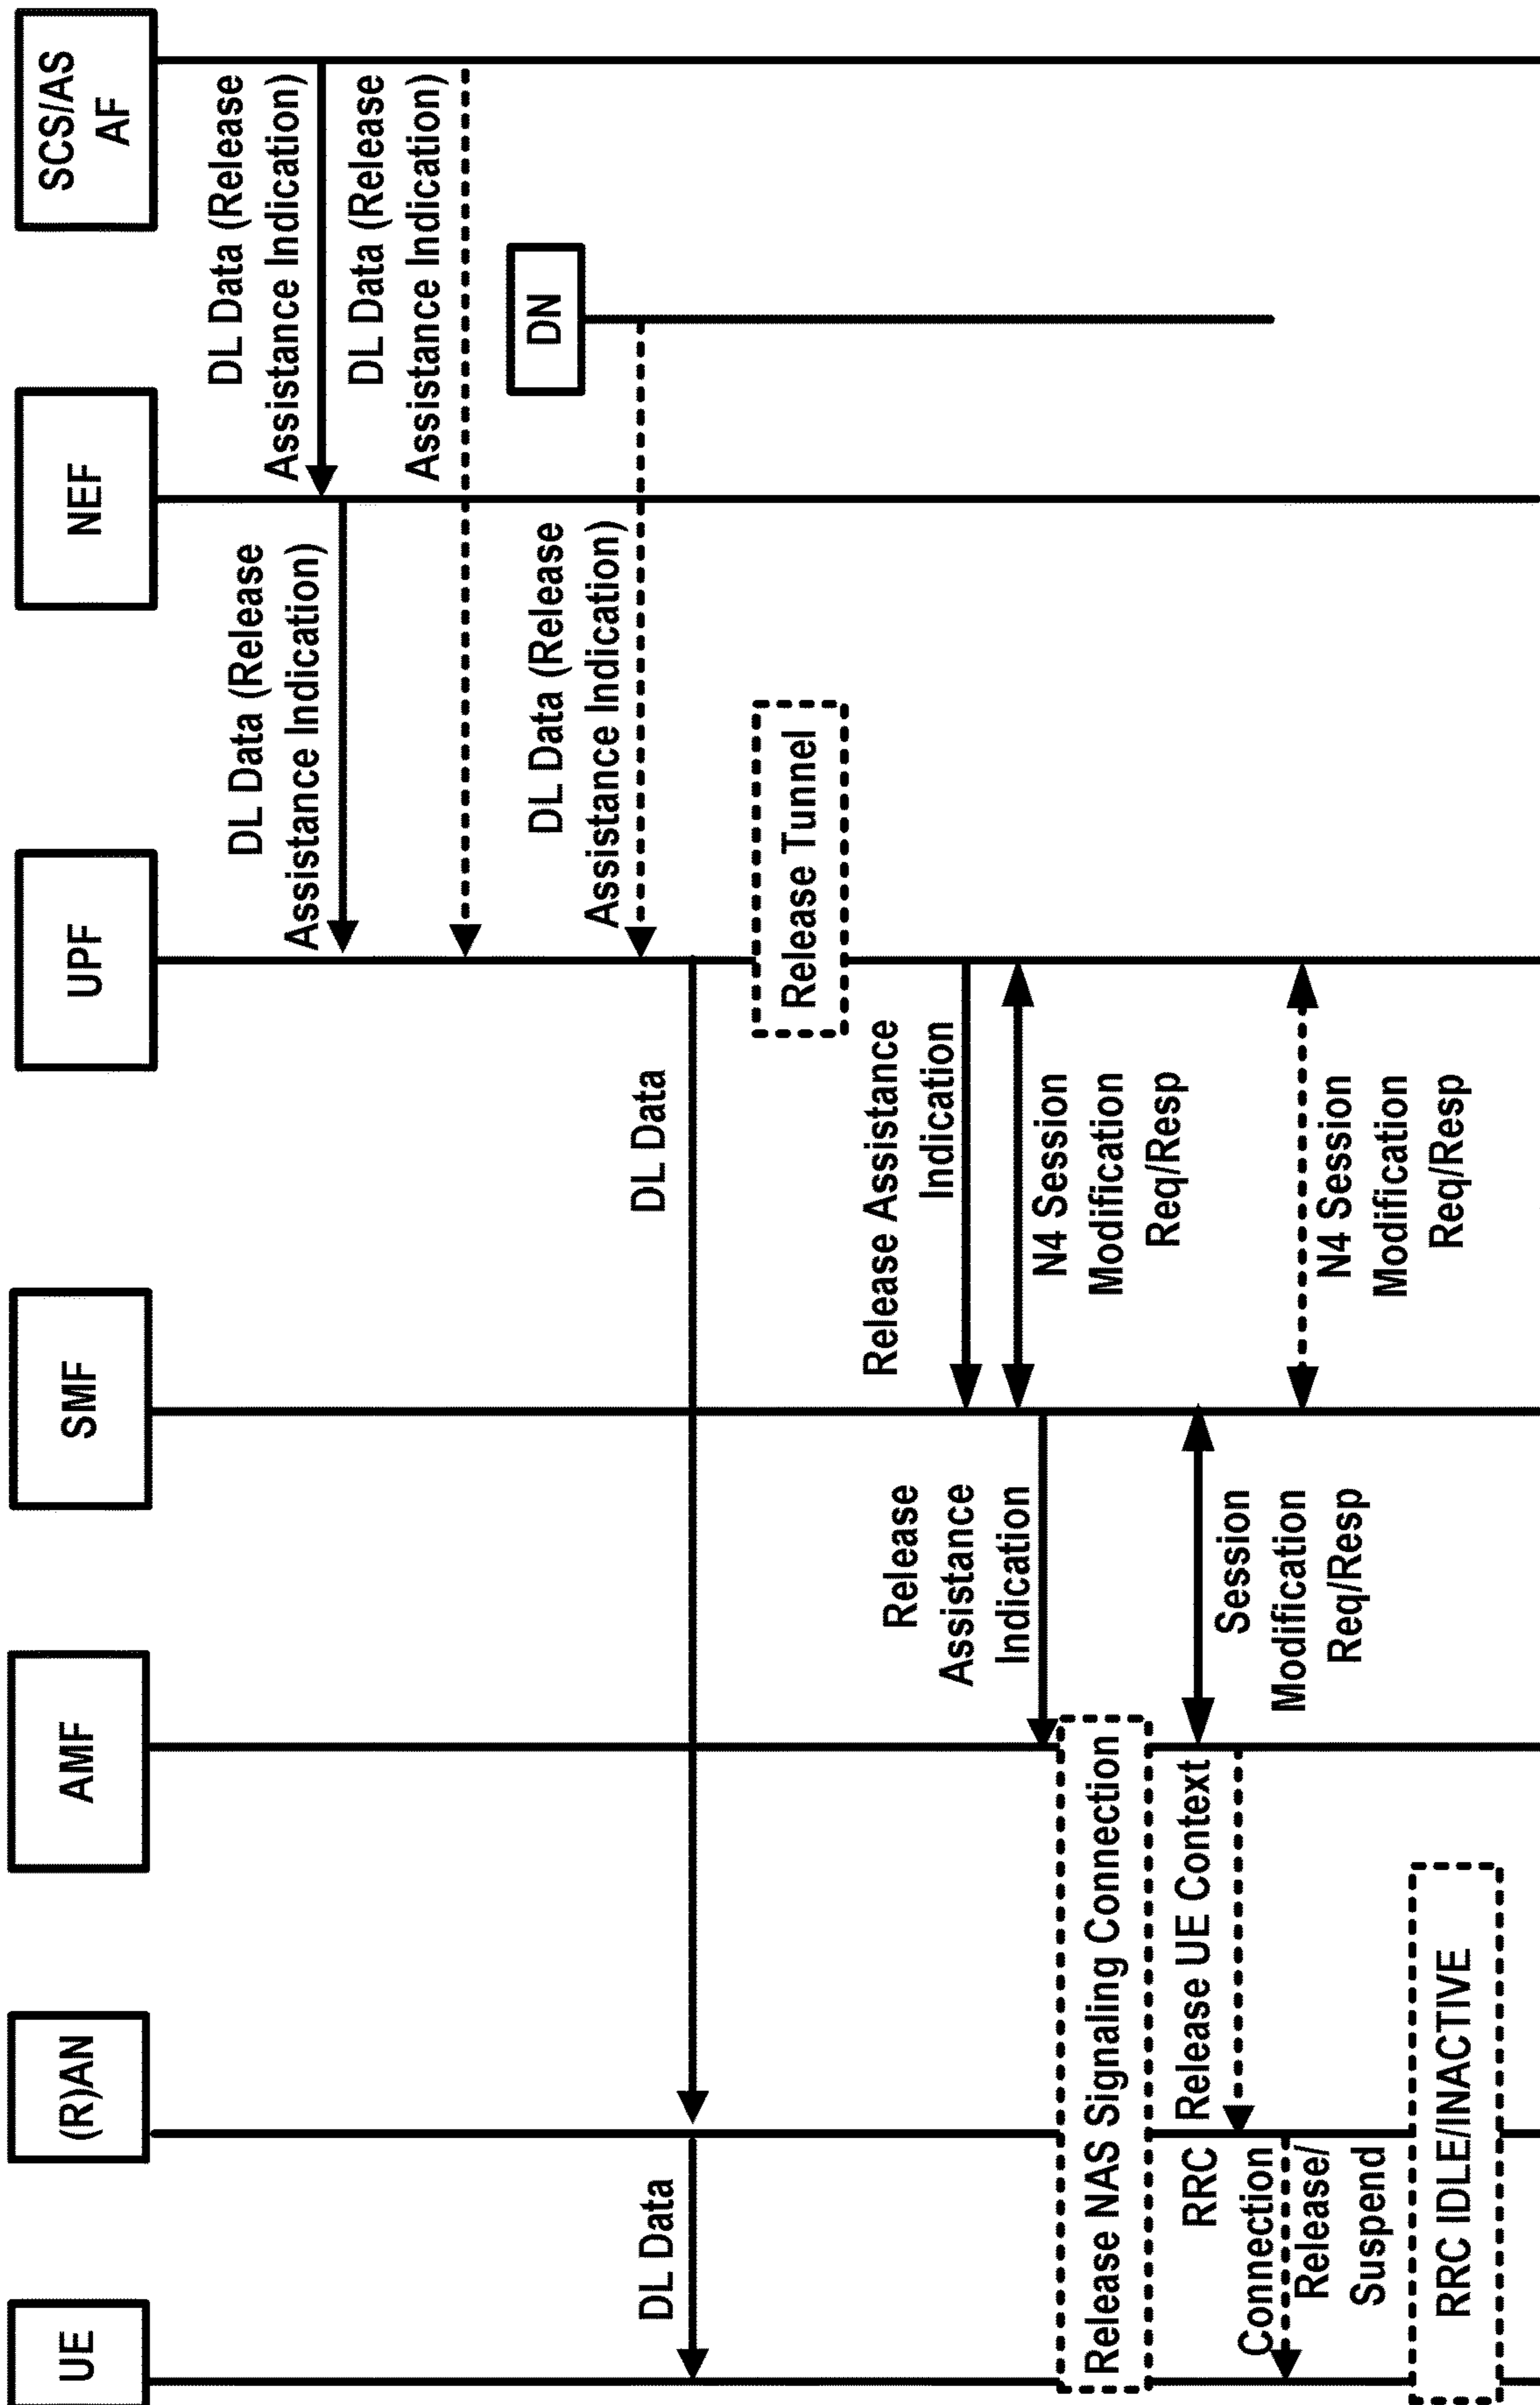 UE
(R)AN
AMF
SMF
UPF
NEF
SCS/AS
AF
DL Data (Release
Assistance Indication)
DL Data (Release
Assistance Indication)
DL Data (Release
Assistance Indication)
DN
DL Data (Release
Assistance Indication)
DL Data
DL Data
Release Tunnel
Release Assistance
Indication
N4 Session
Modification
Req/Resp
Release
Assistance
Indication
Release NAS Signaling Connection
Session
Modification
Req/Resp
Release UE Context
RRC
Connection
Release/
Suspend
N4 Session
Modification
Req/Resp
RRC IDLE/INACTIVE